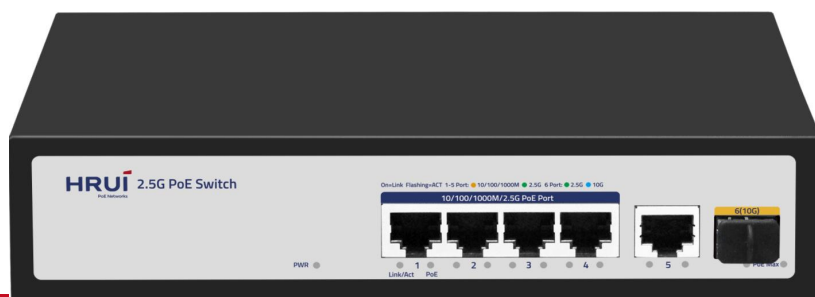 HRUI 2.5G PoE Switch
PoE Networks
On=Link Flashing=ACT 1-5 Port: 10/100/1000M 2.5G 6 Port: 2.5G 10G
10/100/1000M/2.5G PoE Port
6(10G)
PWR
1 2 3 4 5
Link/Act PoE
PoE Max